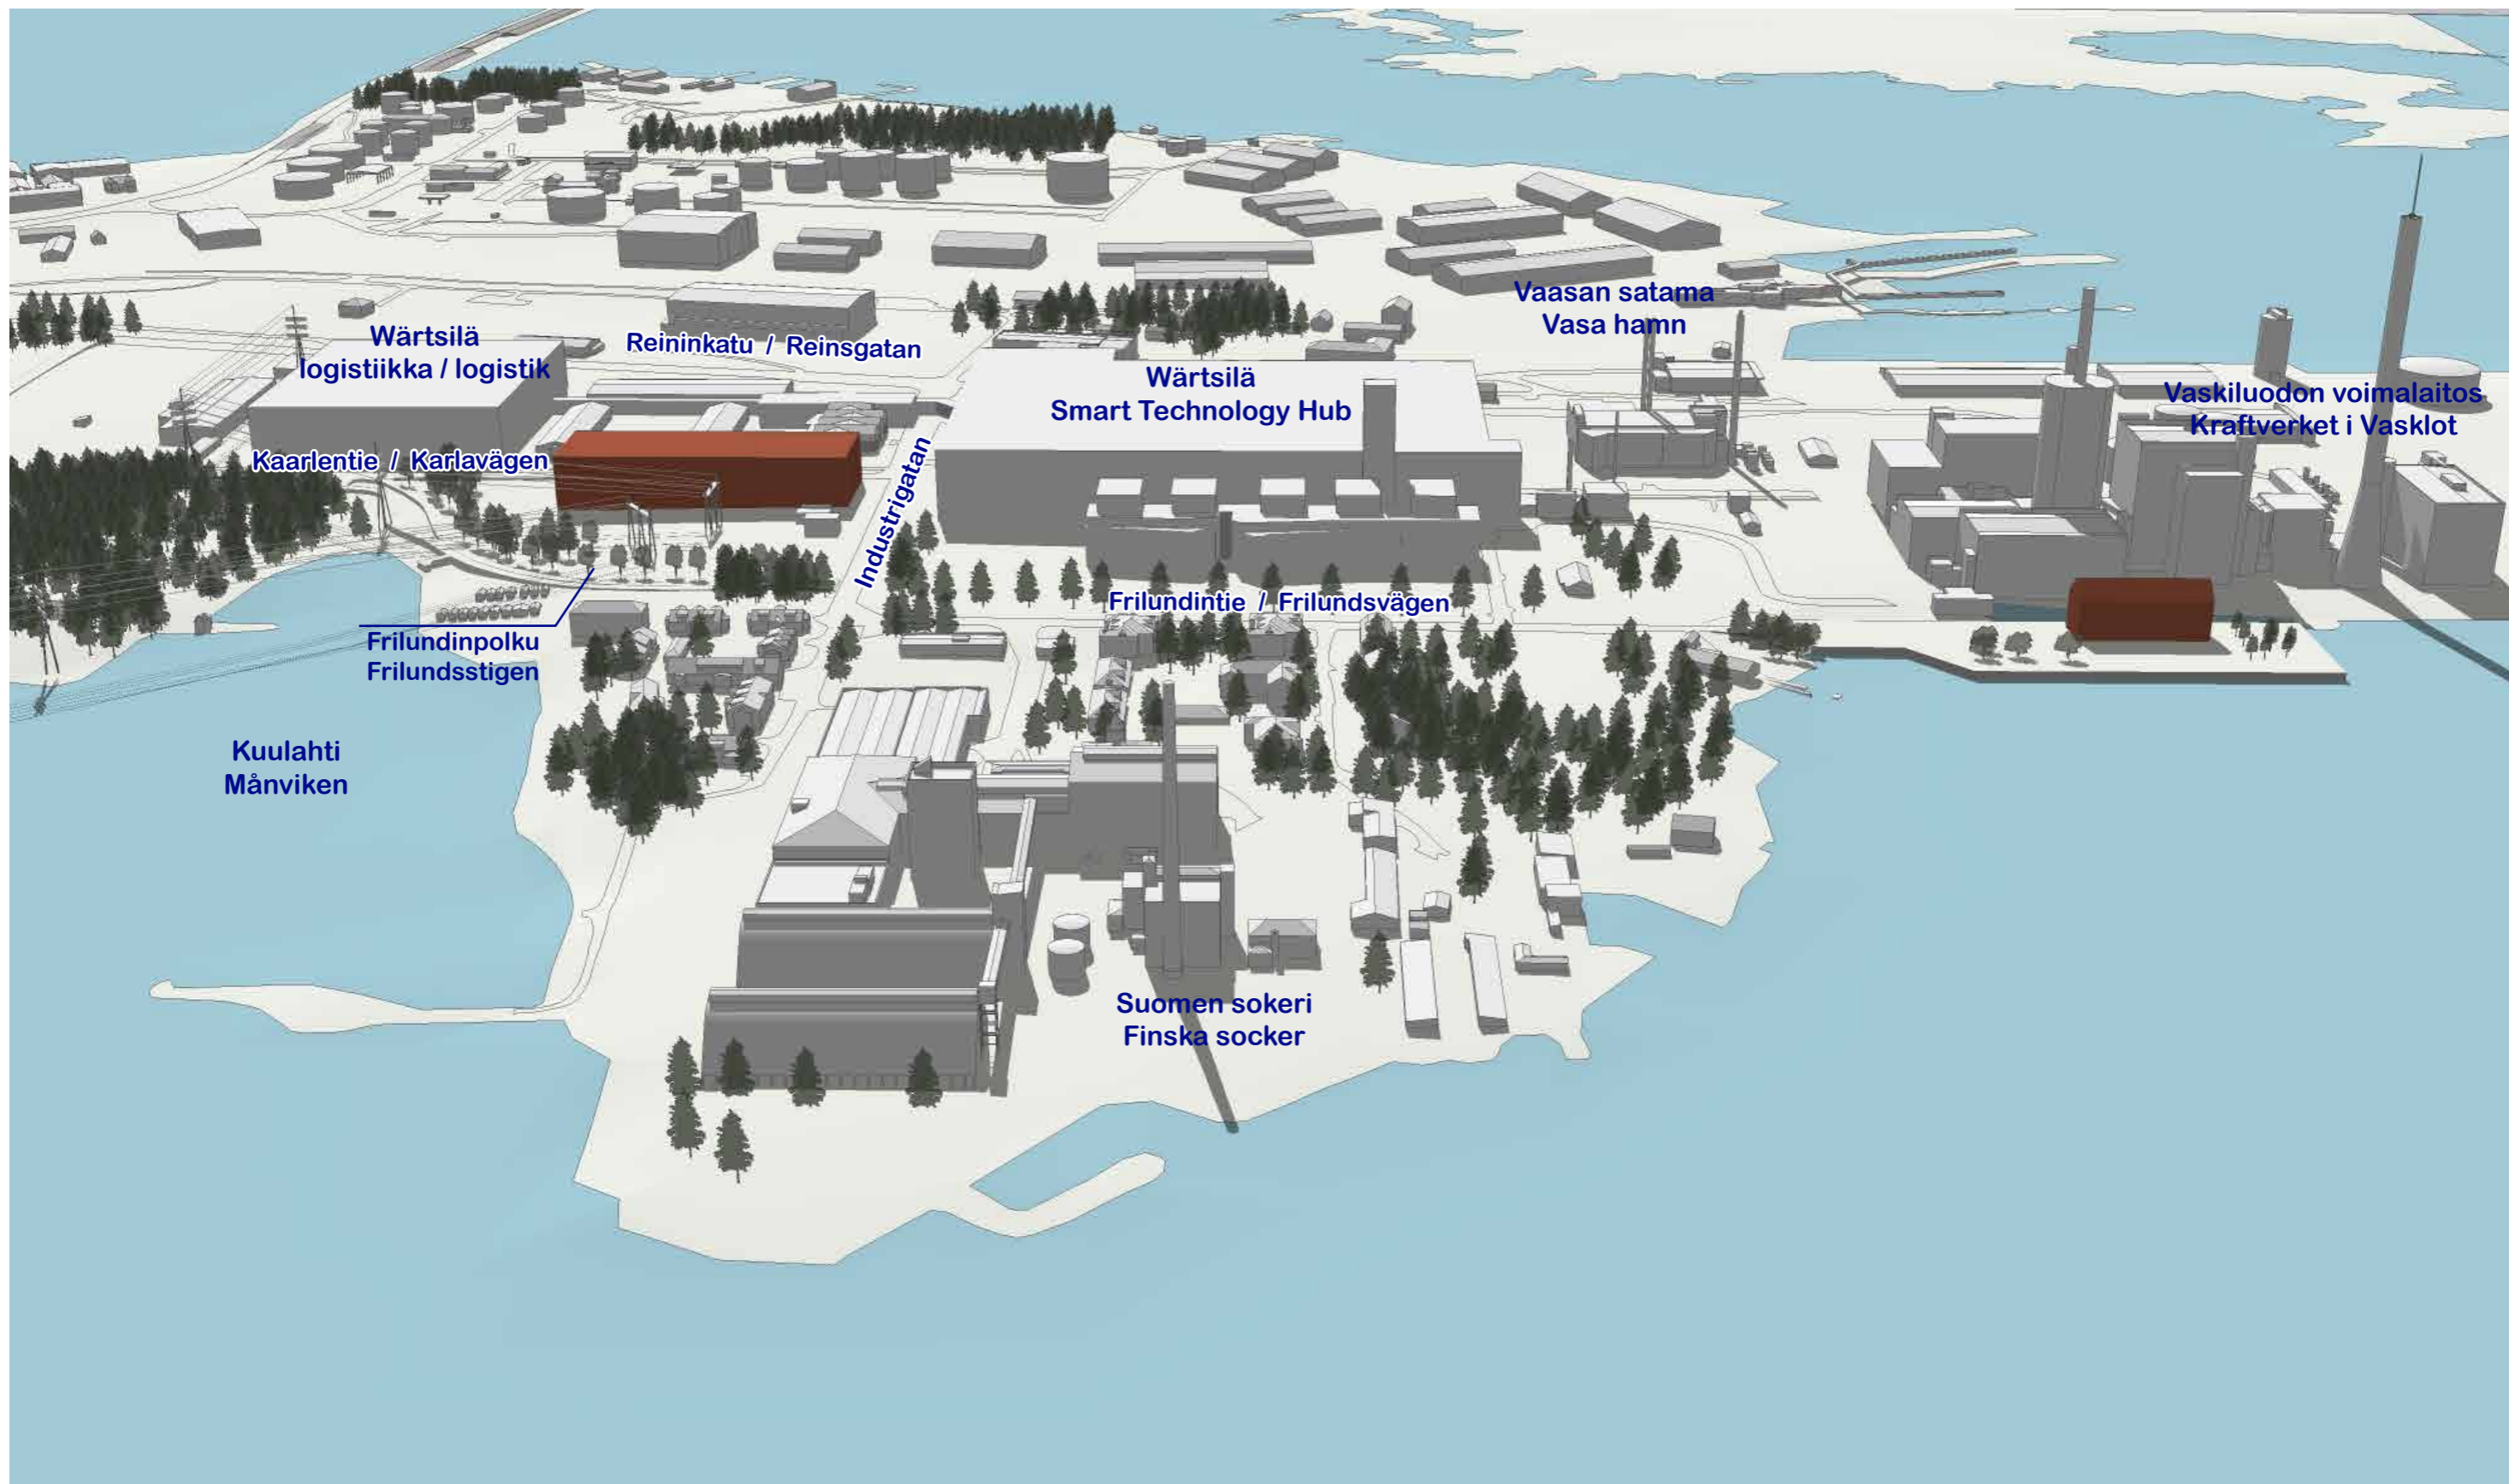 Vaasan satama
Vasa hamn
Wärtsilä
logistiikka / logistik
Reininkatu / Reinsgatan
Wärtsilä
Smart Technology Hub
Vaskiluodon voimalaitos
Kraftverket i Vasklot
Kaarlentie / Karlavägen
Industrigatan
Frilundintie / Frilundsvägen
Frilundinpolku
Frilundsstigen
Kuulahti
Månviken
Suomen sokeri
Finska socker